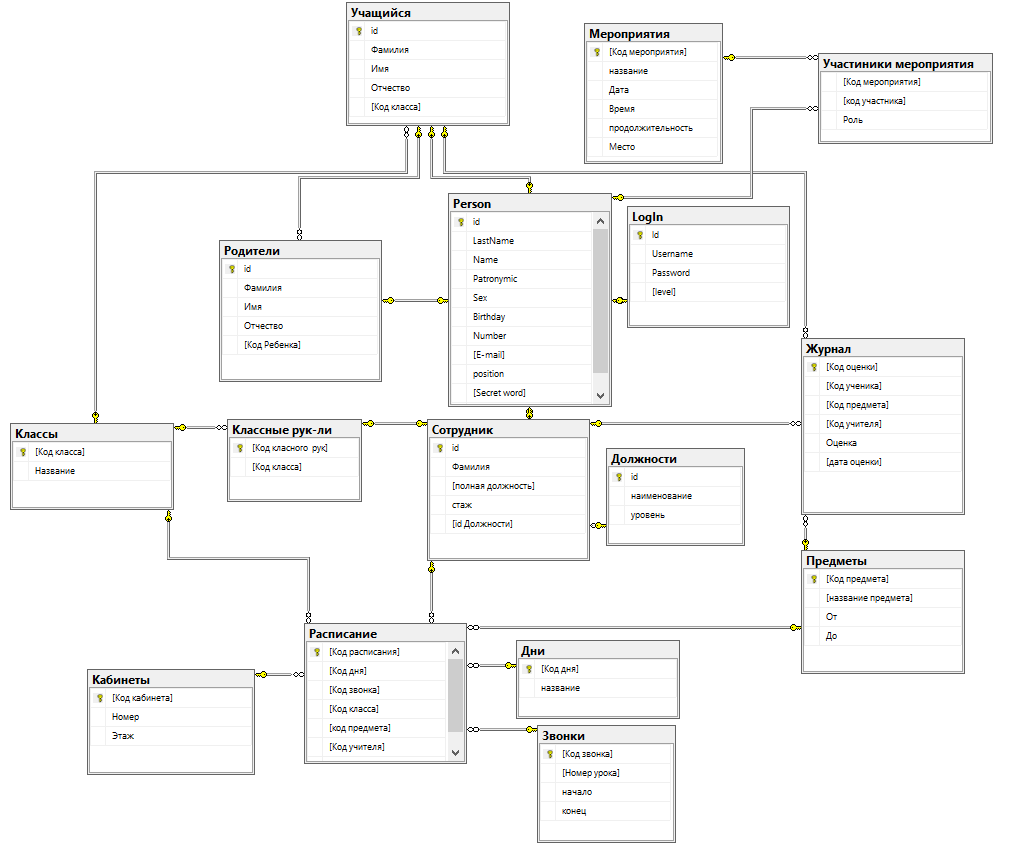 Учащийся
id
Фамилия
Имя
Отчество
[Код класса]
Мероприятия
[Код мероприятия]
название
Дата
Время
продолжительность
Место
Участиники мероприятия
[Код мероприятия]
[код участника]
Роль
Person
id
LastName
Name
Patronymic
Sex
Birthday
Number
[E-mail]
position
[Secret word]
LogIn
Id
Username
Password
[level]
Родители
id
Фамилия
Имя
Отчество
[Код Ребенка]
Журнал
[Код оценки]
[Код ученика]
[Код предмета]
[Код учителя]
Оценка
[дата оценки]
Классы
[Код класса]
Название
Классные рук-ли
[Код класного рук]
[Код класса]
Сотрудник
id
Фамилия
[полная должность]
стаж
[id Должности]
Должности
id
наименование
уровень
Предметы
[Код предмета]
[название предмета]
От
До
Расписание
[Код расписания]
[Код дня]
[Код звонка]
[Код класса]
[код предмета]
[Код учителя]
Дни
[Код дня]
название
Кабинеты
[Код кабинета]
Номер
Этаж
Звонки
[Код звонка]
[Номер урока]
начало
конец